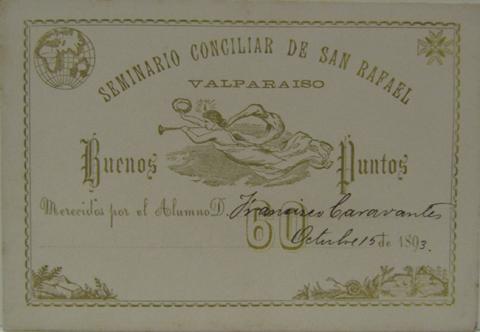 SEMINARIO CONCILIAR DE SAN RAFAEL
VALPARAISO
Buenos Puntos
Merecidos por el Alumno D. Francisco Caravantes
60
Octubre 15 de 1893.